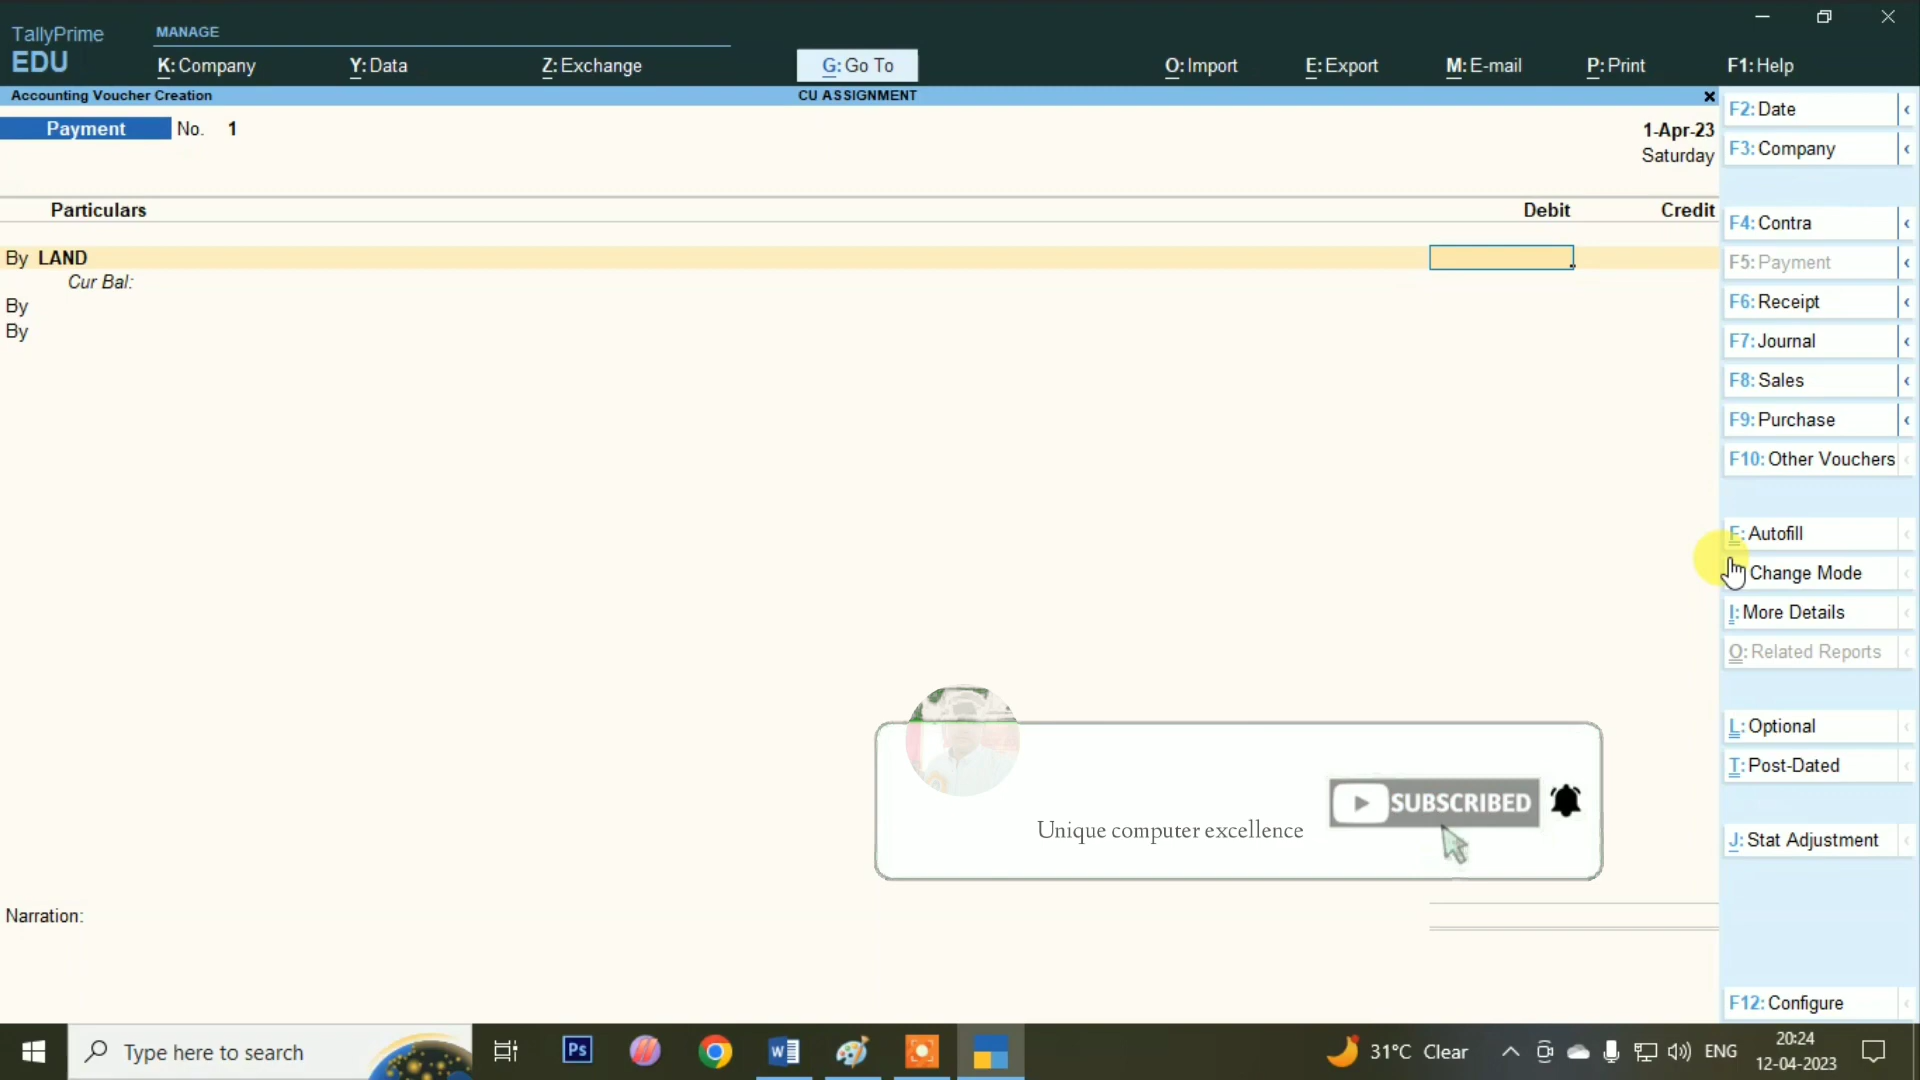 TallyPrime
EDU
MANAGE
K: Company
Y: Data
Z: Exchange
G: Go To
O: Import
E: Export
M: E-mail
P: Print
F1: Help
Accounting Voucher Creation
CU ASSIGNMENT
Payment No. 1
1-Apr-23
Saturday
Particulars
Debit
Credit
By LAND
Cur Bal:
By
By
Narration:
F2: Date
F3: Company
F4: Contra
F5: Payment
F6: Receipt
F7: Journal
F8: Sales
F9: Purchase
F10: Other Vouchers
F: Autofill
Change Mode
I: More Details
O: Related Reports
L: Optional
T: Post-Dated
J: Stat Adjustment
F12: Configure
Unique computer excellence
SUBSCRIBED
Type here to search
Ps
31°C Clear
ENG
20:24
12-04-2023